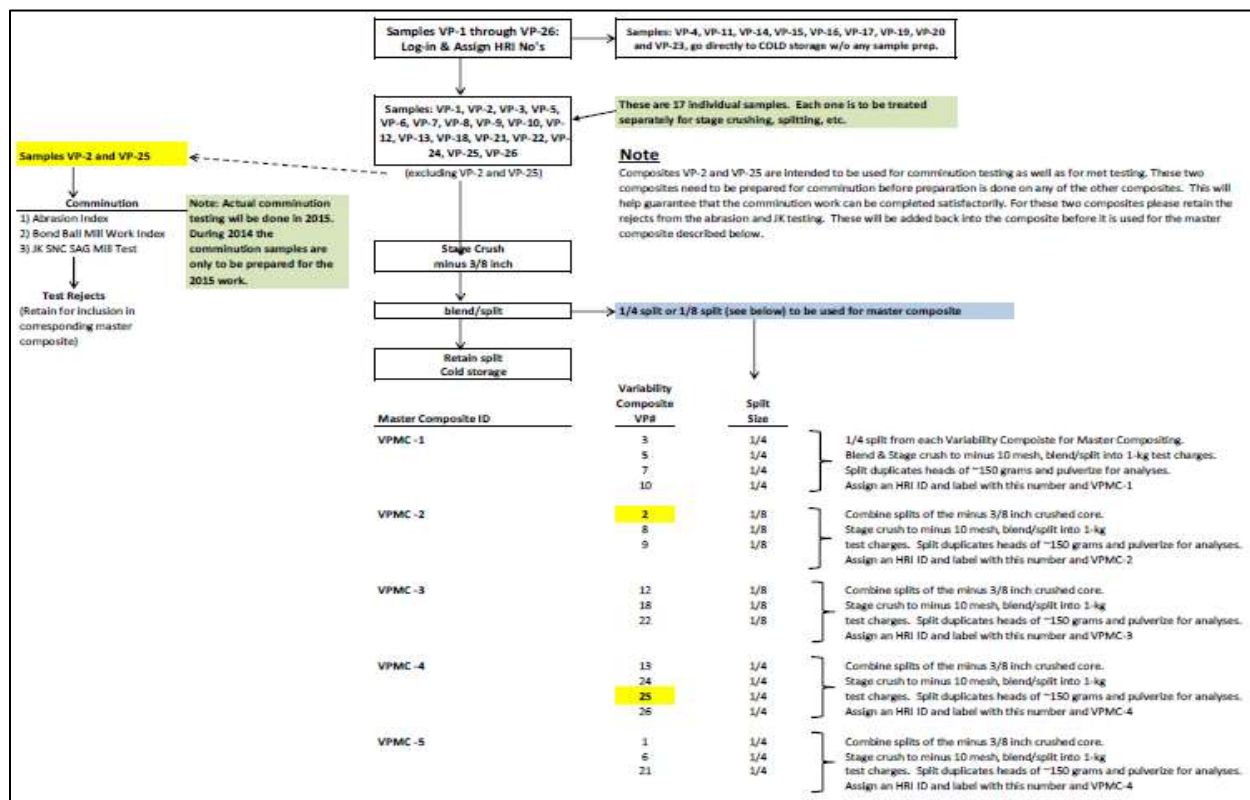 Samples VP-1 through VP-26:
Log-in & Assign HRI No's
Samples: VP-4, VP-11, VP-14, VP-15, VP-16, VP-17, VP-19, VP-20
and VP-23, go directly to COLD storage w/o any sample prep.
Samples: VP-1, VP-2, VP-3, VP-5,
VP-6, VP-7, VP-8, VP-9, VP-10, VP-
12, VP-13, VP-18, VP-21, VP-22, VP-
24, VP-25, VP-26
These are 17 individual samples. Each one is to be treated
separately for stage crushing, splitting, etc.
(excluding VP-2 and VP-25)
Samples VP-2 and VP-25
Comminution
1) Abrasion Index
2) Bond Ball Mill Work Index
3) JK SNC SAG Mill Test
Test Rejects
(Retain for inclusion in
corresponding master
composite)
Note: Actual comminution
testing will be done in 2015.
During 2014 the
comminution samples are
only to be prepared for the
2015 work.
Note
Composites VP-2 and VP-25 are intended to be used for comminution testing as well as for met testing. These two
composites need to be prepared for comminution before preparation is done on any of the other composites. This will
help guarantee that the comminution work can be completed satisfactorily. For these two composites please retain the
rejects from the abrasion and JK testing. These will be added back into the composite before it is used for the master
composite described below.
Stage Crush
minus 3/8 inch
blend/split
1/4 split or 1/8 split (see below) to be used for master composite
Retain split
Cold storage
Master Composite ID
Variability
Composite
VP#
Split
Size
VPMC -1
3 1/4 1/4 split from each Variability Compoiste for Master Compositing.
5 1/4 Blend & Stage crush to minus 10 mesh, blend/split into 1-kg test charges.
7 1/4 Split duplicates heads of ~150 grams and pulverize for analyses.
10 1/4 Assign an HRI ID and label with this number and VPMC-1
VPMC -2
2 1/8 Combine splits of the minus 3/8 inch crushed core.
8 1/8 Stage crush to minus 10 mesh, blend/split into 1-kg
9 1/8 test charges. Split duplicates heads of ~150 grams and pulverize for analyses.
Assign an HRI ID and label with this number and VPMC-2
VPMC -3
12 1/8 Combine splits of the minus 3/8 inch crushed core.
18 1/8 Stage crush to minus 10 mesh, blend/split into 1-kg
22 1/8 test charges. Split duplicates heads of ~150 grams and pulverize for analyses.
Assign an HRI ID and label with this number and VPMC-3
VPMC -4
13 1/4 Combine splits of the minus 3/8 inch crushed core.
24 1/4 Stage crush to minus 10 mesh, blend/split into 1-kg
25 1/4 test charges. Split duplicates heads of ~150 grams and pulverize for analyses.
26 1/4 Assign an HRI ID and label with this number and VPMC-4
VPMC -5
1 1/4 Combine splits of the minus 3/8 inch crushed core.
6 1/4 Stage crush to minus 10 mesh, blend/split into 1-kg
21 1/4 test charges. Split duplicates heads of ~150 grams and pulverize for analyses.
Assign an HRI ID and label with this number and VPMC-4